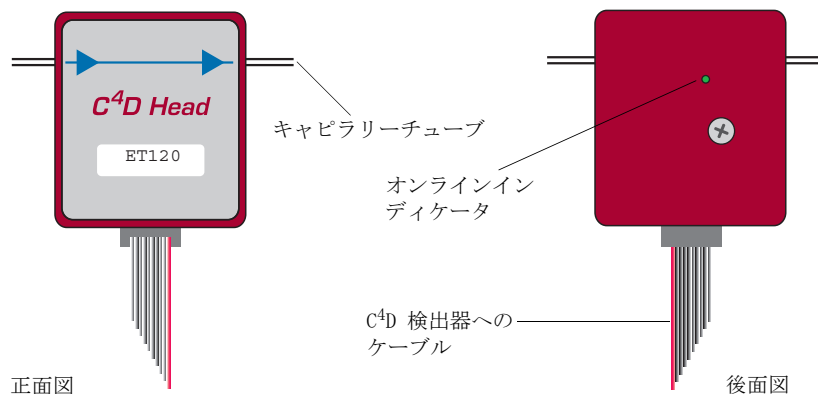 C⁴D Head
ET120
キャピラリーチューブ
オンラインイン
ディケータ
C⁴D 検出器への
ケーブル
正面図
後面図